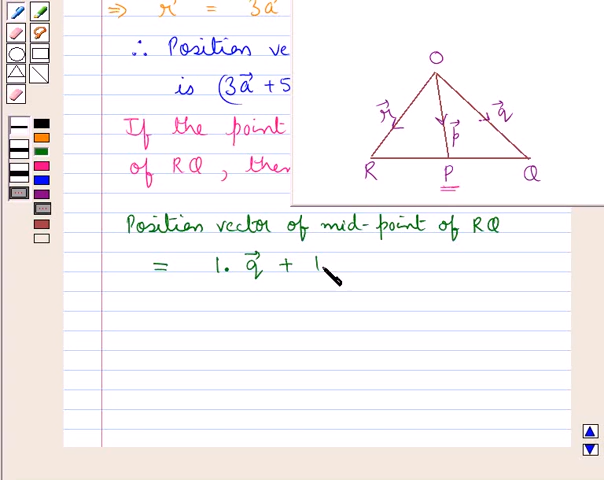 ⇒ r⃗ = 3a⃗
∴ Position ve
is (3a⃗ + 5
If the point
of RQ, then
O
r⃗ p⃗ q⃗
R P Q
Position vector of mid-point of RQ
= 1. q⃗ + 1